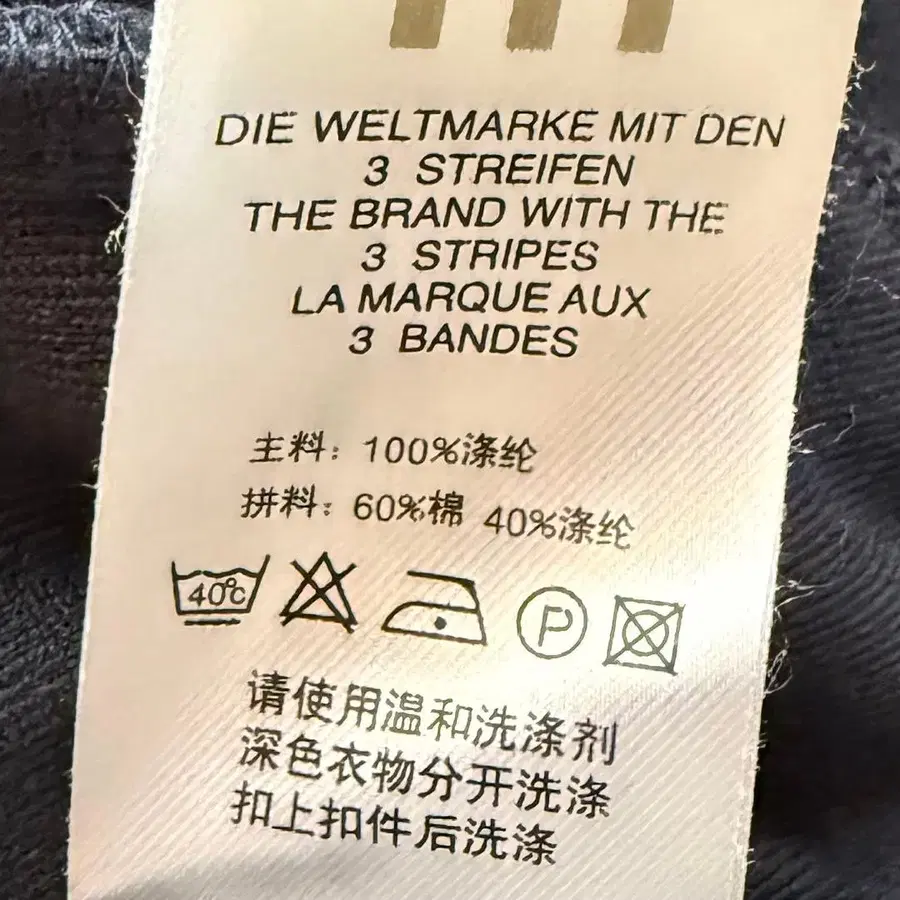 DIE WELTMARKE MIT DEN
3 STREIFEN
THE BRAND WITH THE
3 STRIPES
LA MARQUE AUX
3 BANDES
主料：100%涤纶
拼料：60%棉 40%涤纶
40℃ P
请使用温和洗涤剂
深色衣物分开洗涤
扣上扣件后洗涤